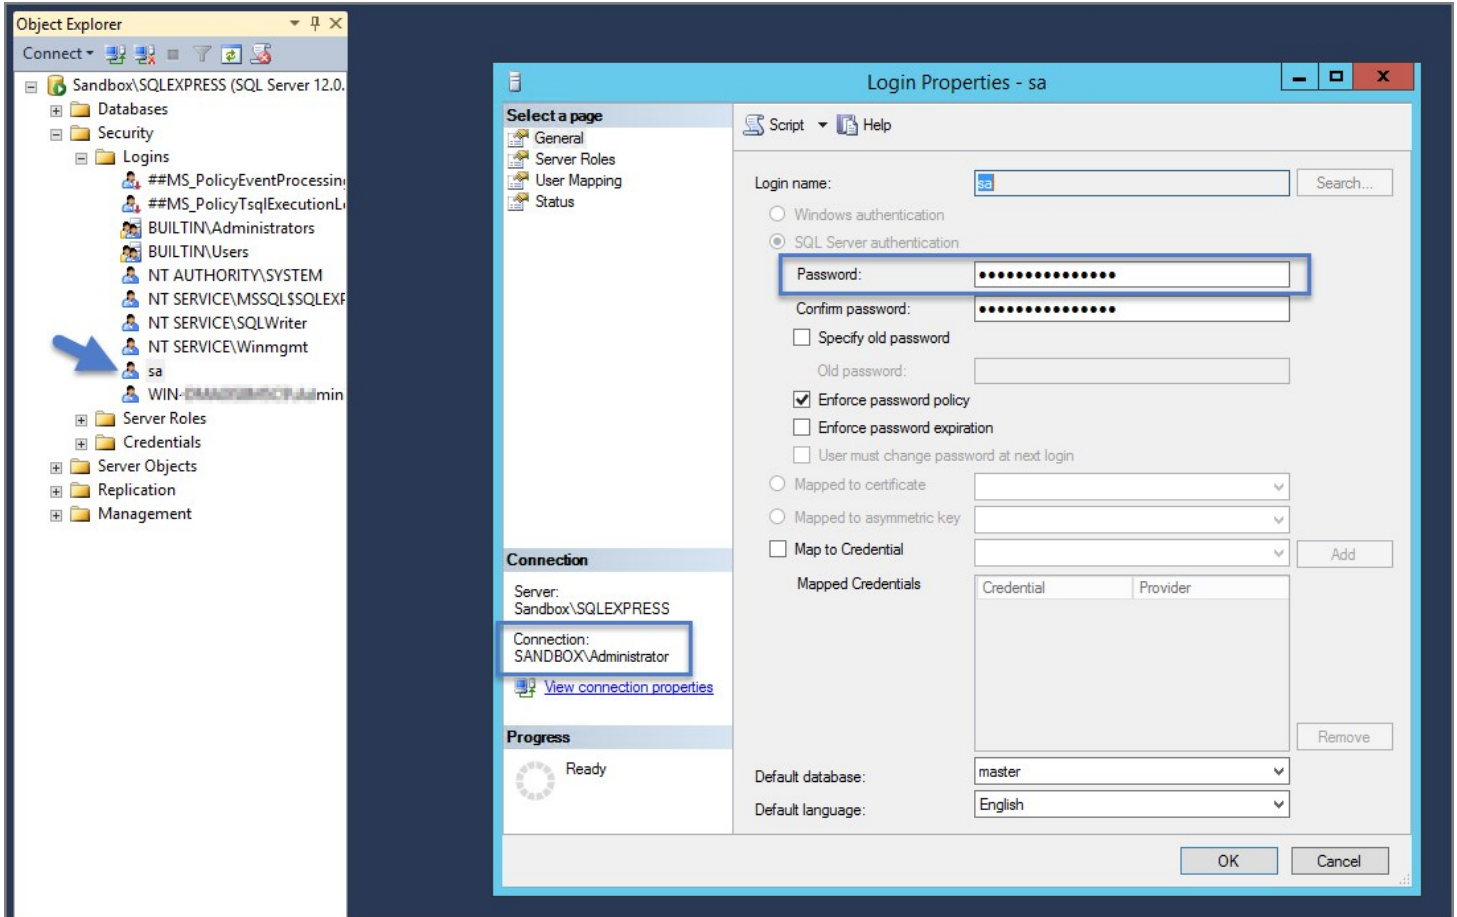 Object Explorer
Connect
Sandbox\SQLEXPRESS (SQL Server 12.0.
Databases
Security
Logins
##MS_PolicyEventProcessin
##MS_PolicyTsqlExecutionL
BUILTIN\Administrators
BUILTIN\Users
NT AUTHORITY\SYSTEM
NT SERVICE\MSSQL$SQLEXP
NT SERVICE\SQLWriter
NT SERVICE\Winmgmt
sa
WIN- min
Server Roles
Credentials
Server Objects
Replication
Management
Login Properties - sa
Select a page
General
Server Roles
User Mapping
Status
Script Help
Login name: sa Search...
Windows authentication
SQL Server authentication
Password: •••••••••••••••
Confirm password: •••••••••••••••
Specify old password
Old password:
Enforce password policy
Enforce password expiration
User must change password at next login
Mapped to certificate
Mapped to asymmetric key
Map to Credential Add
Mapped Credentials Credential Provider
Remove
Default database: master
Default language: English
Connection
Server:
Sandbox\SQLEXPRESS
Connection:
SANDBOX\Administrator
View connection properties
Progress
Ready
OK Cancel